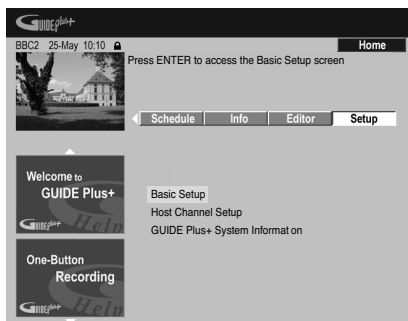 GUIDE plus+
BBC2 25-May 10:10
Home
Press ENTER to access the Basic Setup screen
Schedule Info Editor Setup
Welcome to
GUIDE Plus+
GUIDE plus+ Help
Basic Setup
Host Channel Setup
GUIDE Plus+ System Informat on
One-Button
Recording
GUIDE plus+ Help